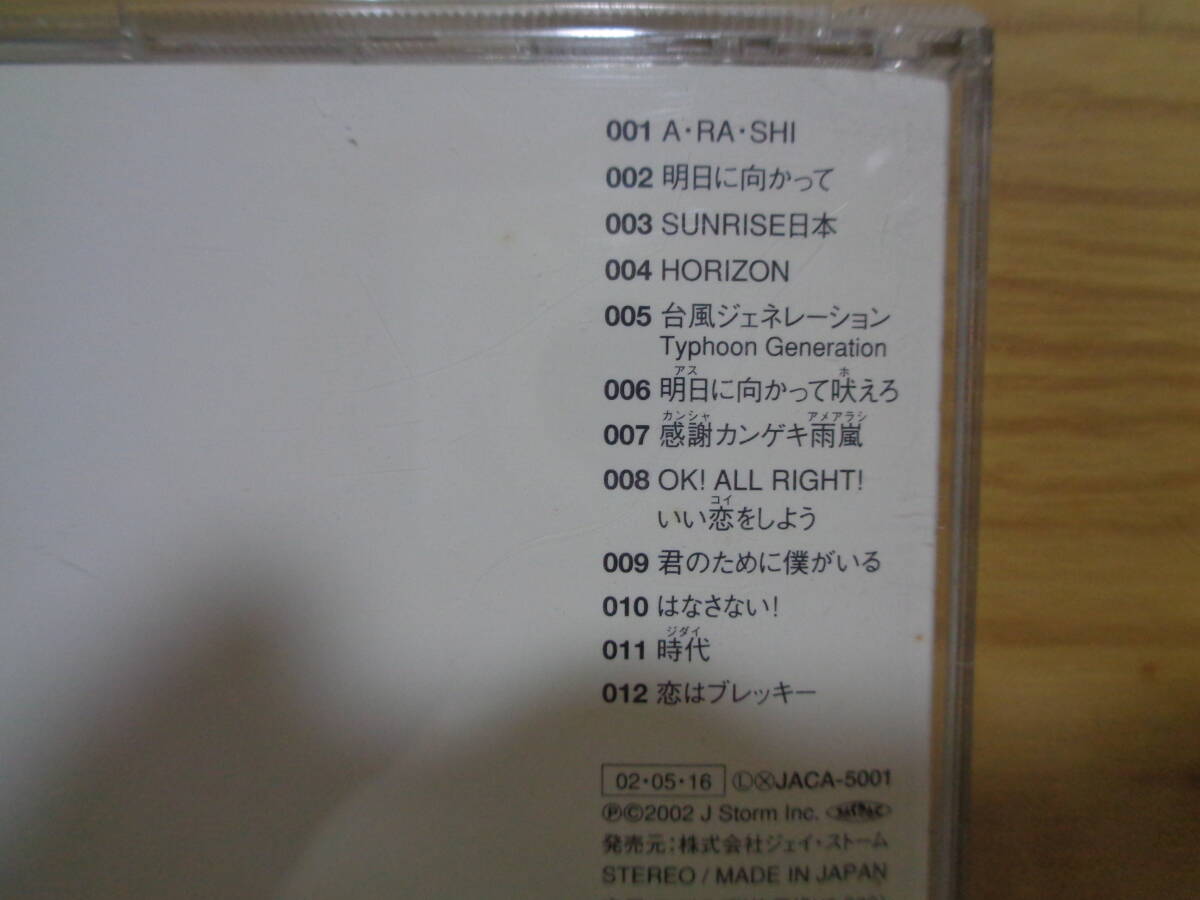 001 A・RA・SHI
002 明日に向かって
003 SUNRISE日本
004 HORIZON
005 台風ジェネレーション
Typhoon Generation
アス ホ
006 明日に向かって吠えろ
カンシャ アメアラシ
007 感謝カンゲキ雨嵐
008 OK! ALL RIGHT!
コイ
いい恋をしよう
009 君のために僕がいる
010 はなさない!
ジダイ
011 時代
012 恋はブレッキー
02・05・16 ⓁⓍJACA-5001
℗©2002 J Storm Inc.
発売元;株式会社ジェイ・ストーム
STEREO / MADE IN JAPAN